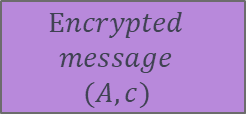 Encrypted
message
(A, c)